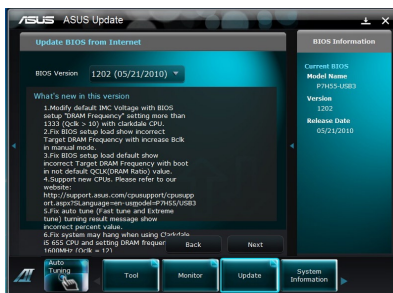 ASUS ASUS Update
Update BIOS from Internet
BIOS Version 1202 (05/21/2010)
What's new in this version
1.Modify default IMC Voltage with BIOS
setup "DRAM Frequency" setting more than
1333 (Qclk > 10) with clarkdale CPU.
2.Fix BIOS setup load show incorrect
Target DRAM Frequency with increase Bclk
in manual mode.
3.Fix BIOS setup load default show
incorrect Target DRAM Frequency with boot
in not default QCLK(DRAM Ratio) value.
4.Support new CPUs. Please refer to our
website:
http://support.asus.com/cpusupport/cpusupp
ort.aspx?SLanguage=en-us&model=P7H55/USB3
5.Fix auto tune (Fast tune and Extreme
tune) turning result message show
incorrect percent value.
6.Fix system may hang when using Clarkdale
i5 655 CPU and setting DRAM frequer
1600MHz (Qclk = 12)
Back
Next
BIOS Information
Current BIOS
Model Name
P7H55-USB3
Version
1202
Release Date
05/21/2010
Auto
Tuning
Tool
Monitor
Update
System
Information